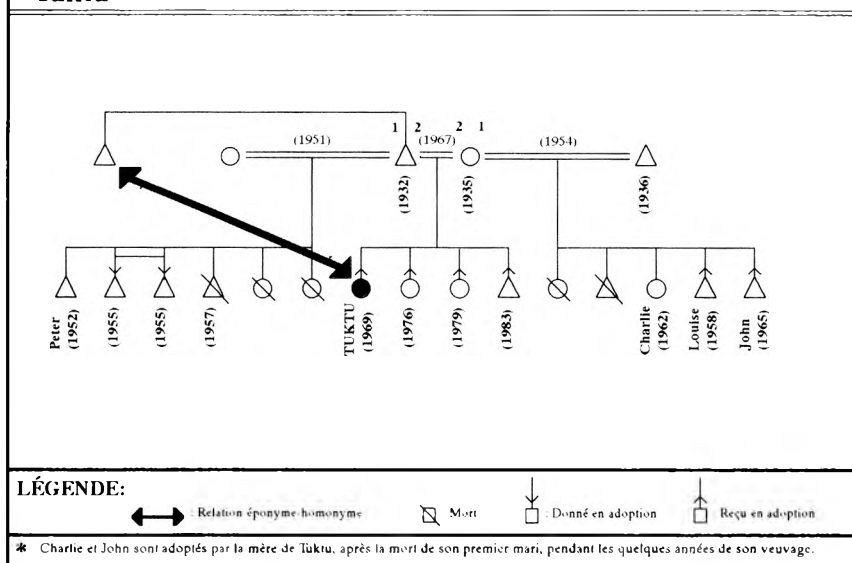 Tuktu
1 2 2 1
(1951) (1967) (1954)
(1932) (1935) (1936)
Peter (1952)
(1955)
(1955)
(1957)
TUKTU (1969)
(1976)
(1979)
(1983)
Charlie (1962)
Louise (1958)
John (1965)
LÉGENDE:
: Relation éponyme-homonyme Mort : Donné en adoption : Reçu en adoption
* Charlie et John sont adoptés par la mère de Tuktu, après la mort de son premier mari, pendant les quelques années de son veuvage.